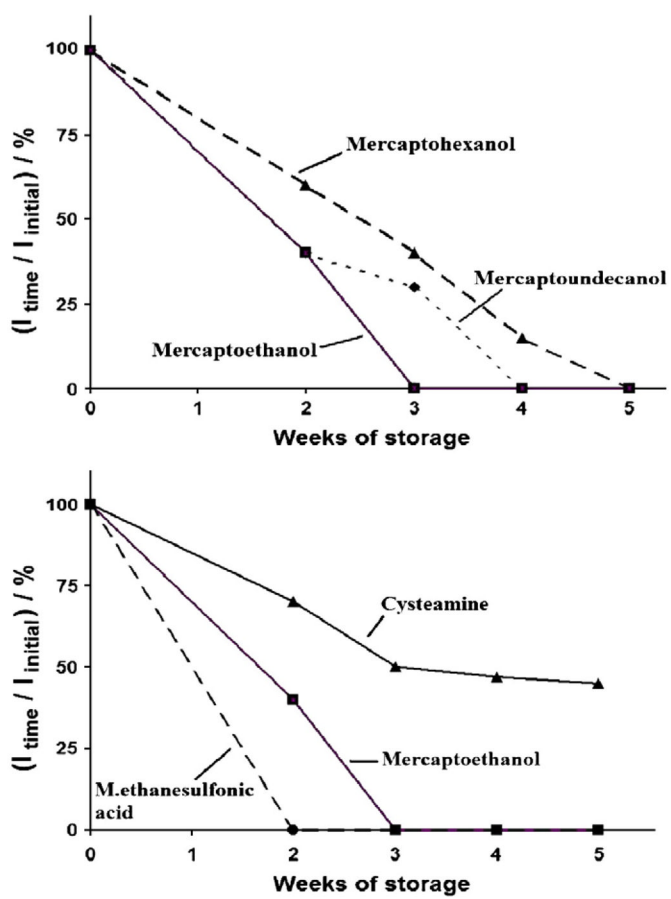 100
75
50
25
0
(I time / I initial) / %
Mercaptohexanol
Mercaptoundecanol
Mercaptoethanol
0 1 2 3 4 5
Weeks of storage
100
75
50
25
0
(I time / I initial) / %
Cysteamine
Mercaptoethanol
M.ethanesulfonic
acid
0 1 2 3 4 5
Weeks of storage